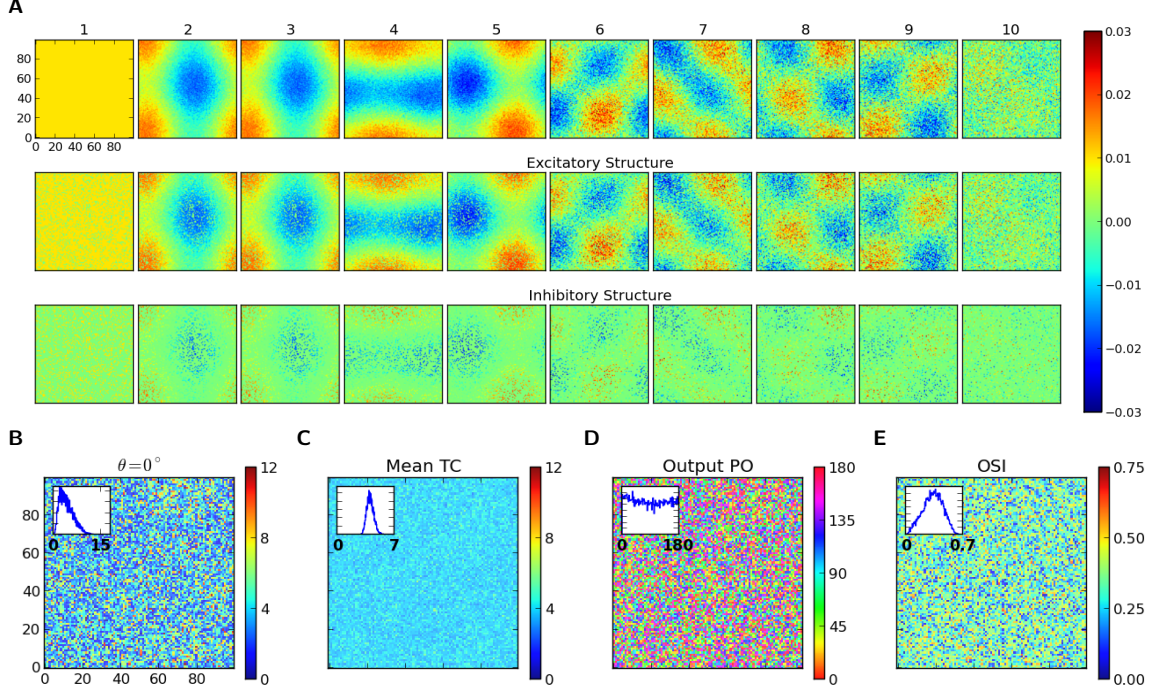 A
1 2 3 4 5 6 7 8 9 10
80
60
40
20
0
0 20 40 60 80
0.03
0.02
0.01
0.00
−0.01
−0.02
−0.03
Excitatory Structure
Inhibitory Structure
B
θ=0°
80
60
40
20
0
0 20 40 60 80
0 15
12
8
4
0
C
Mean TC
0 7
12
8
4
0
D
Output PO
0 180
180
135
90
45
0
E
OSI
0 0.7
0.75
0.50
0.25
0.00